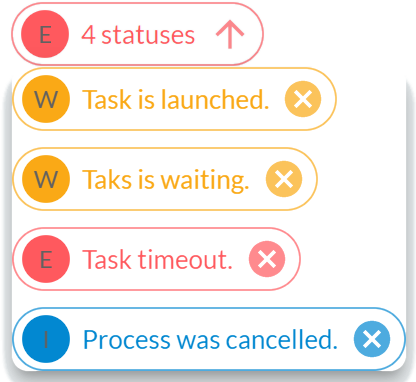 E 4 statuses
W Task is launched.
W Taks is waiting.
E Task timeout.
I Process was cancelled.